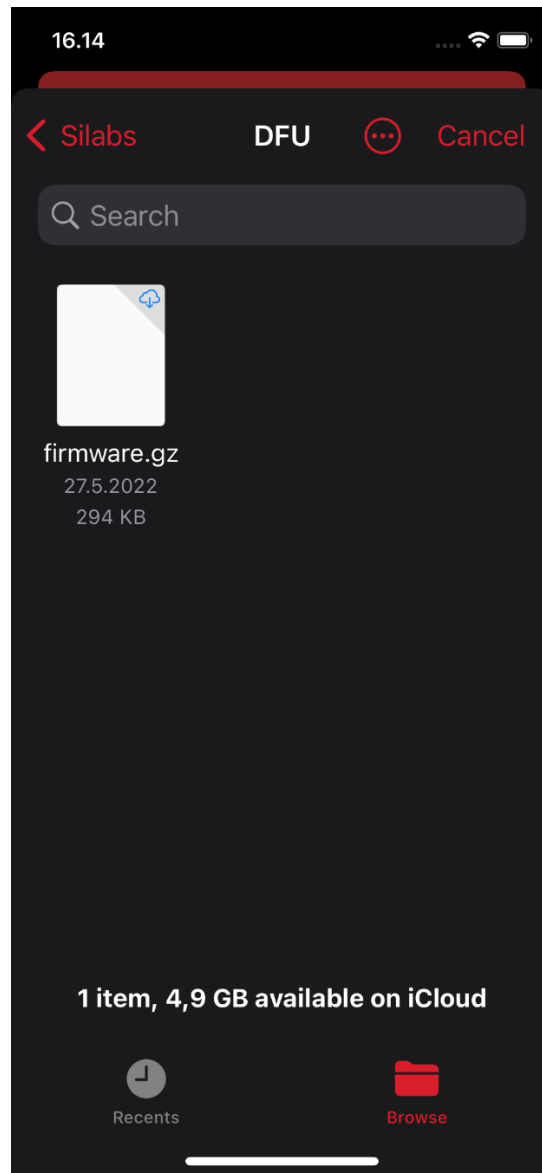 16.14
Silabs DFU Cancel
Search
firmware.gz
27.5.2022
294 KB
1 item, 4,9 GB available on iCloud
Recents Browse